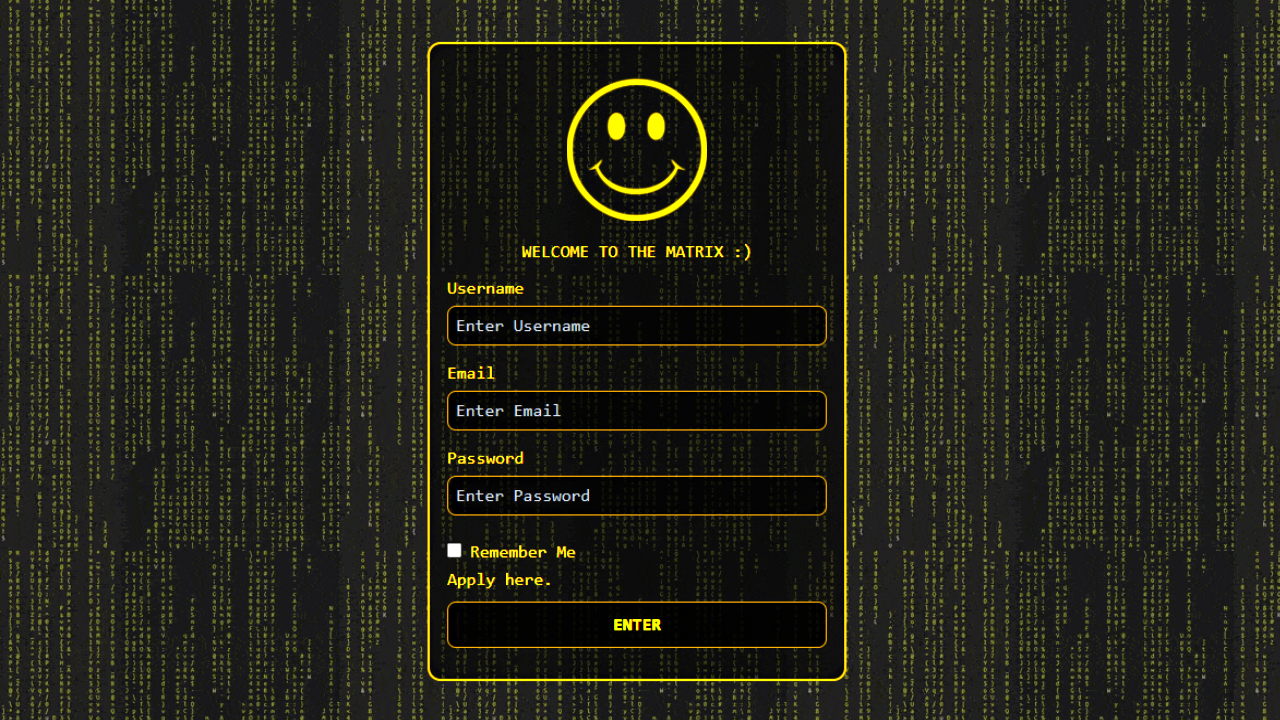 WELCOME TO THE MATRIX :)
Username
Enter Username
Email
Enter Email
Password
Enter Password
Remember Me
Apply here.
ENTER